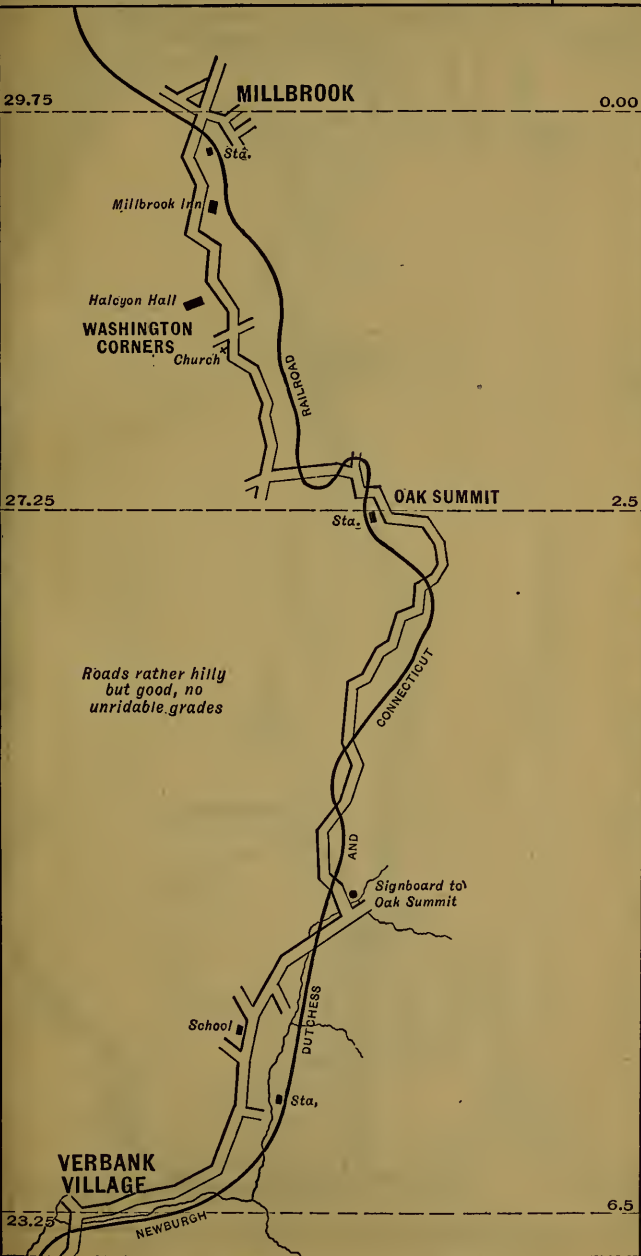 MILLBROOK
29.75
0.00
Sta.
Millbrook Inn
Halcyon Hall
WASHINGTON
CORNERS
Church
RAILROAD
OAK SUMMIT
27.25
2.5
Sta.
Roads rather hilly
but good, no
unridable grades
CONNECTICUT
AND
Signboard to
Oak Summit
DUTCHESS
School
Sta,
VERBANK
VILLAGE
23.25
6.5
NEWBURGH